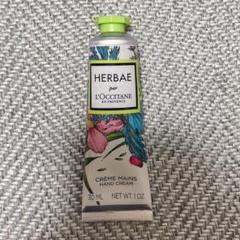 HERBAE
par
L'OCCITANE
EN PROVENCE
CRÈME MAINS
HAND CREAM
30 ML NET WT 1 OZ.